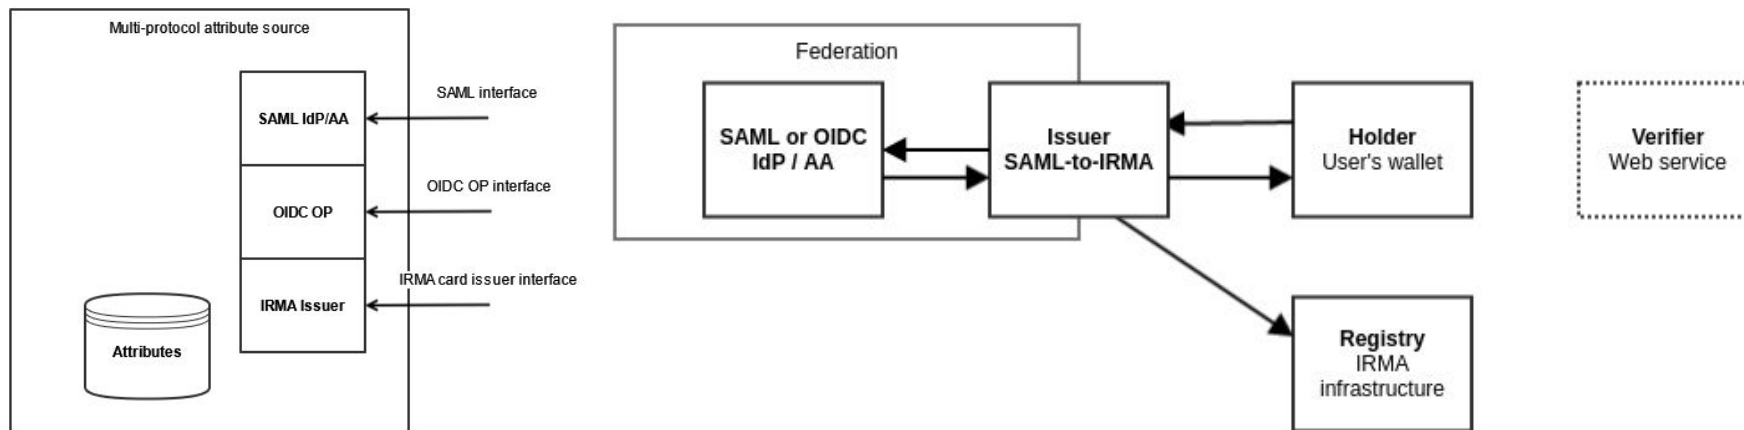 Multi-protocol attribute source
SAML IdP/AA
SAML interface
OIDC OP
OIDC OP interface
IRMA Issuer
IRMA card issuer interface
Attributes
Federation
SAML or OIDC
IdP / AA
Issuer
SAML-to-IRMA
Holder
User's wallet
Verifier
Web service
Registry
IRMA
infrastructure